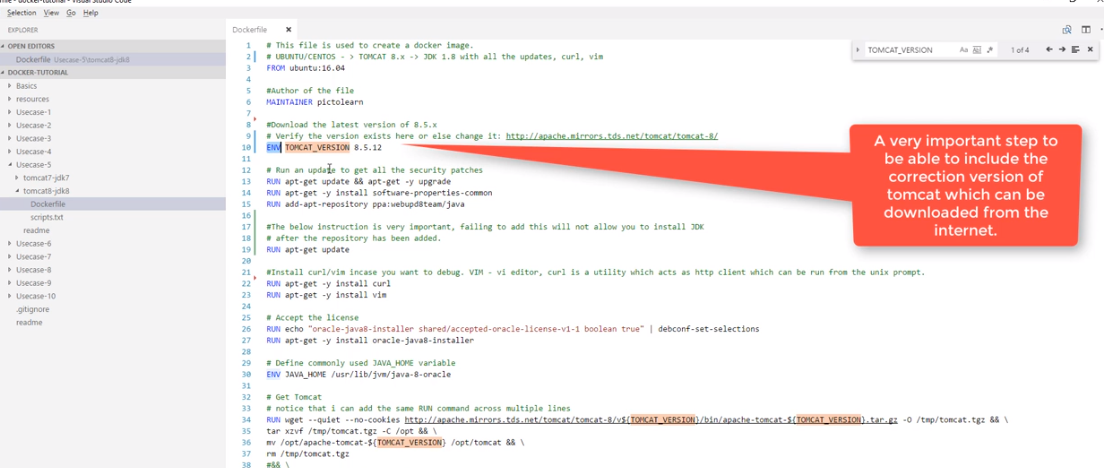 file - docker-tutorial - Visual Studio Code
Selection View Go Help
EXPLORER
OPEN EDITORS
Dockerfile Usecase-5\tomcat8-jdk8
DOCKER-TUTORIAL
Basics
resources
Usecase-1
Usecase-2
Usecase-3
Usecase-4
Usecase-5
tomcat7-jdk7
tomcat8-jdk8
Dockerfile
scripts.txt
readme
Usecase-6
Usecase-7
Usecase-8
Usecase-9
Usecase-10
.gitignore
readme
Dockerfile
TOMCAT_VERSION
1 of 4
1 # This file is used to create a docker image.
2 # UBUNTU/CENTOS - > TOMCAT 8.x -> JDK 1.8 with all the updates, curl, vim
3 FROM ubuntu:16.04
4
5 #Author of the file
6 MAINTAINER pictolearn
7
8 #Download the latest version of 8.5.x
9 # Verify the version exists here or else change it: http://apache.mirrors.tds.net/tomcat/tomcat-8/
10 ENV TOMCAT_VERSION 8.5.12
11
12 # Run an update to get all the security patches
13 RUN apt-get update && apt-get -y upgrade
14 RUN apt-get -y install software-properties-common
15 RUN add-apt-repository ppa:webupd8team/java
16
17 #The below instruction is very important, failing to add this will not allow you to install JDK
18 # after the repository has been added.
19 RUN apt-get update
20
21 #Install curl/vim incase you want to debug. VIM - vi editor, curl is a utility which acts as http client which can be run from the unix prompt.
22 RUN apt-get -y install curl
23 RUN apt-get -y install vim
24
25 # Accept the license
26 RUN echo "oracle-java8-installer shared/accepted-oracle-license-v1-1 boolean true" | debconf-set-selections
27 RUN apt-get -y install oracle-java8-installer
28
29 # Define commonly used JAVA_HOME variable
30 ENV JAVA_HOME /usr/lib/jvm/java-8-oracle
31
32 # Get Tomcat
33 # notice that i can add the same RUN command across multiple lines
34 RUN wget --quiet --no-cookies http://apache.mirrors.tds.net/tomcat/tomcat-8/v${TOMCAT_VERSION}/bin/apache-tomcat-${TOMCAT_VERSION}.tar.gz -O /tmp/tomcat.tgz && \
35 tar xzvf /tmp/tomcat.tgz -C /opt && \
36 mv /opt/apache-tomcat-${TOMCAT_VERSION} /opt/tomcat && \
37 rm /tmp/tomcat.tgz
38 #&& \
A very important step to
be able to include the
correction version of
tomcat which can be
downloaded from the
internet.